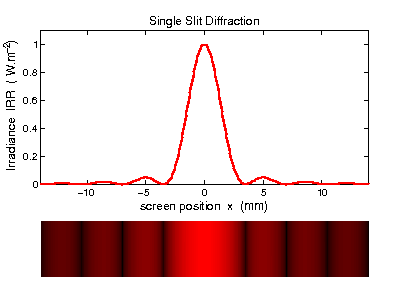 Single Slit Diffraction
Irradiance IRR ( W.m⁻²)
1
0.8
0.6
0.4
0.2
0
−10 −5 0 5 10
screen position x (mm)